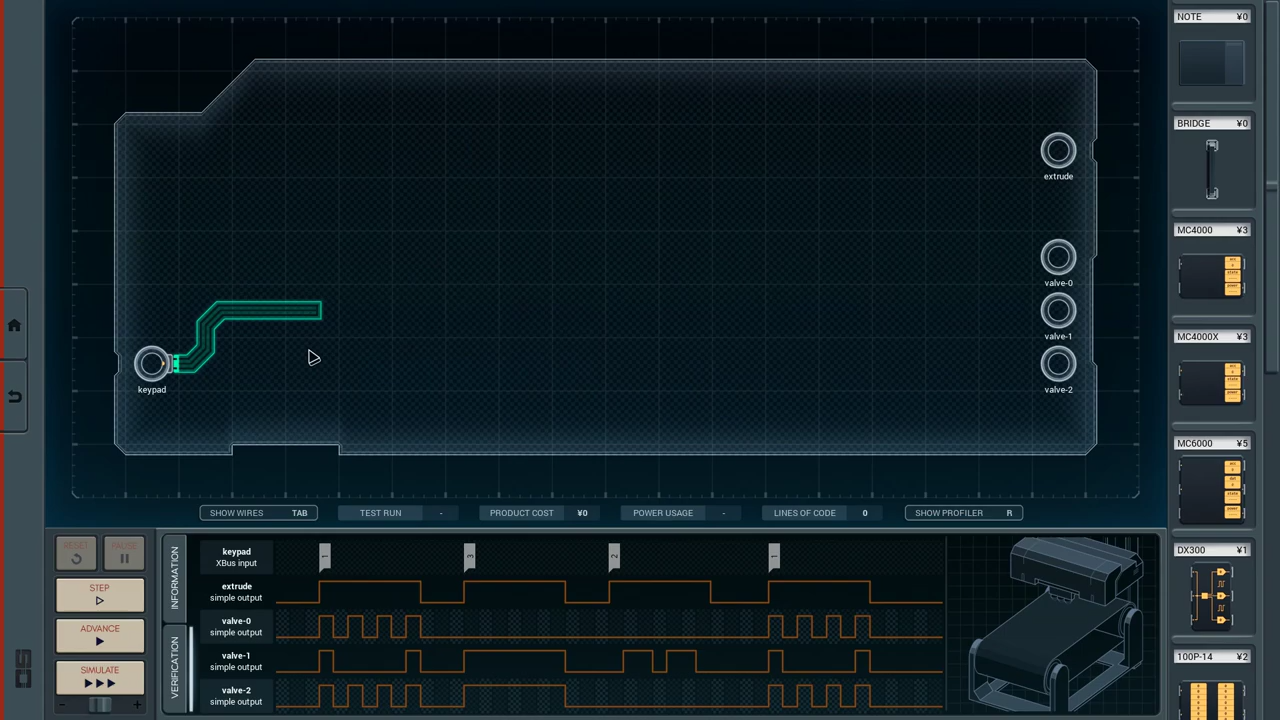 NOTE ¥0
BRIDGE ¥0
MC4000 ¥3
MC4000X ¥3
MC6000 ¥5
DX300 ¥1
100P-14 ¥2
extrude
valve-0
valve-1
valve-2
keypad
SHOW WIRES TAB
TEST RUN -
PRODUCT COST ¥0
POWER USAGE -
LINES OF CODE 0
SHOW PROFILER R
RESET
PAUSE
STEP
ADVANCE
SIMULATE
- +
INFORMATION
VERIFICATION
keypad
XBus input
1 3 2 1
extrude
simple output
valve-0
simple output
valve-1
simple output
valve-2
simple output